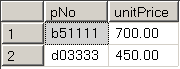 pNo unitPrice
1 b51111 700.00
2 d03333 450.00